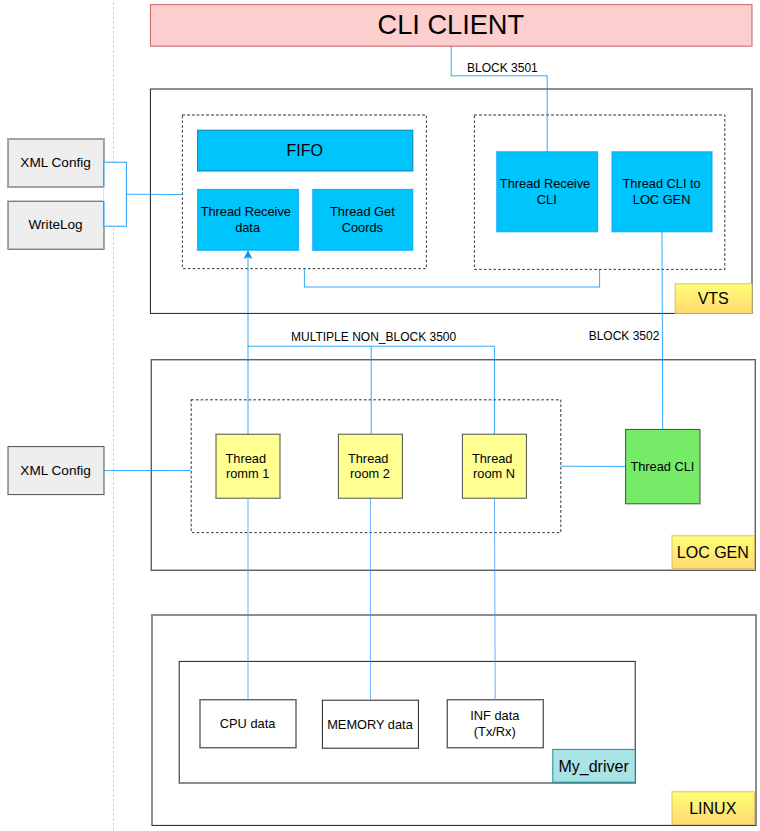 CLI CLIENT
BLOCK 3501
XML Config
WriteLog
FIFO
Thread Receive
data
Thread Get
Coords
Thread Receive
CLI
Thread CLI to
LOC GEN
VTS
MULTIPLE NON_BLOCK 3500
BLOCK 3502
XML Config
Thread
romm 1
Thread
room 2
Thread
room N
Thread CLI
LOC GEN
CPU data
MEMORY data
INF data
(Tx/Rx)
My_driver
LINUX